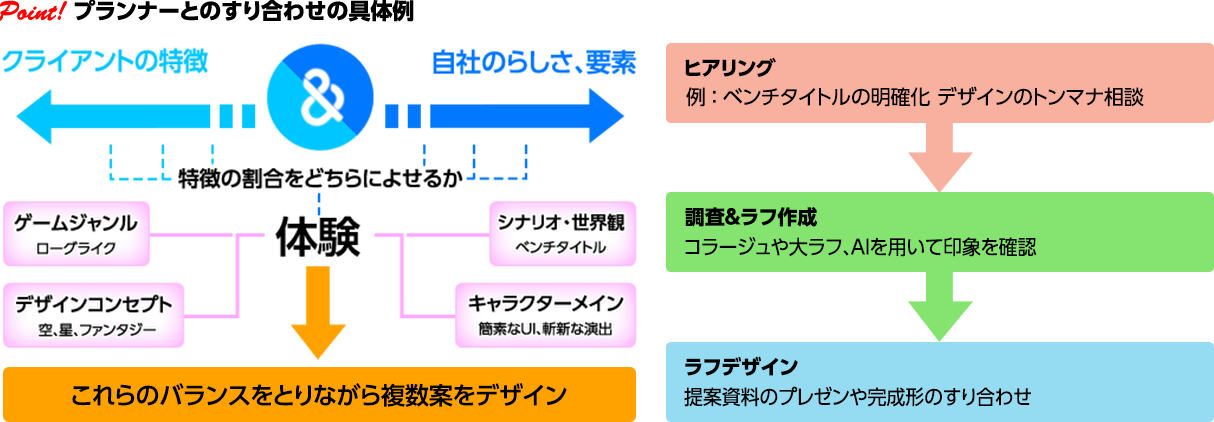 Point! プランナーとのすり合わせの具体例
クライアントの特徴
&
自社のらしさ、要素
特徴の割合をどちらによせるか
ゲームジャンル
ローグライク
体験
シナリオ・世界観
ベンチタイトル
デザインコンセプト
空、星、ファンタジー
キャラクターメイン
簡素なUI、斬新な演出
これらのバランスをとりながら複数案をデザイン
ヒアリング
例：ベンチタイトルの明確化 デザインのトンマナ相談
調査&ラフ作成
コラージュや大ラフ、AIを用いて印象を確認
ラフデザイン
提案資料のプレゼンや完成形のすり合わせ